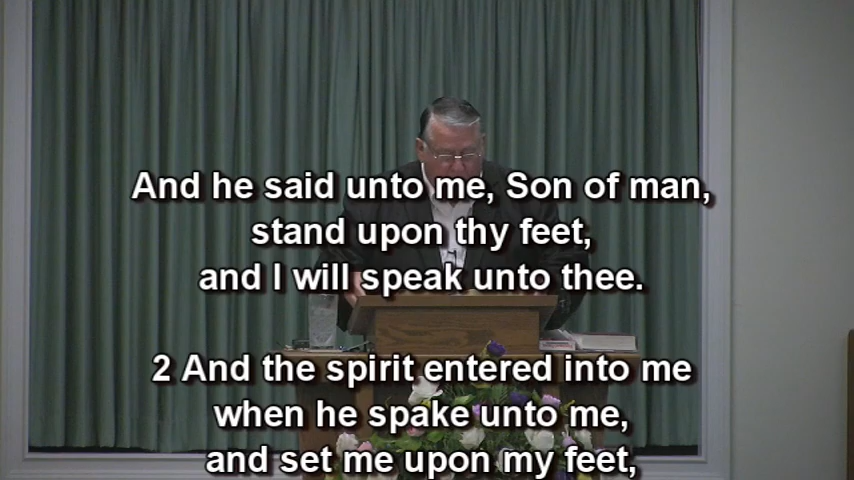 And he said unto me, Son of man,
stand upon thy feet,
and I will speak unto thee.
2 And the spirit entered into me
when he spake unto me,
and set me upon my feet,